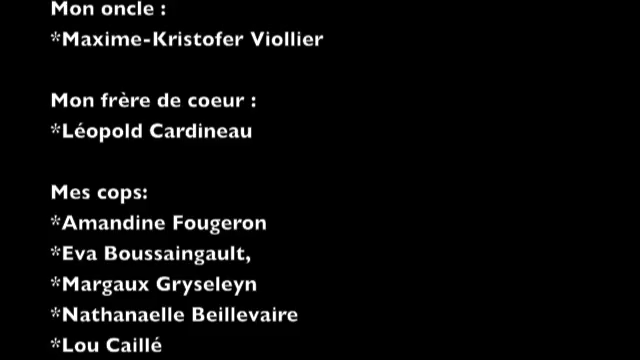 Mon oncle :
*Maxime-Kristofer Viollier
Mon frère de coeur :
*Léopold Cardineau
Mes cops:
*Amandine Fougeron
*Eva Boussaingault,
*Margaux Gryseleyn
*Nathanaelle Beillevaire
*Lou Caillé